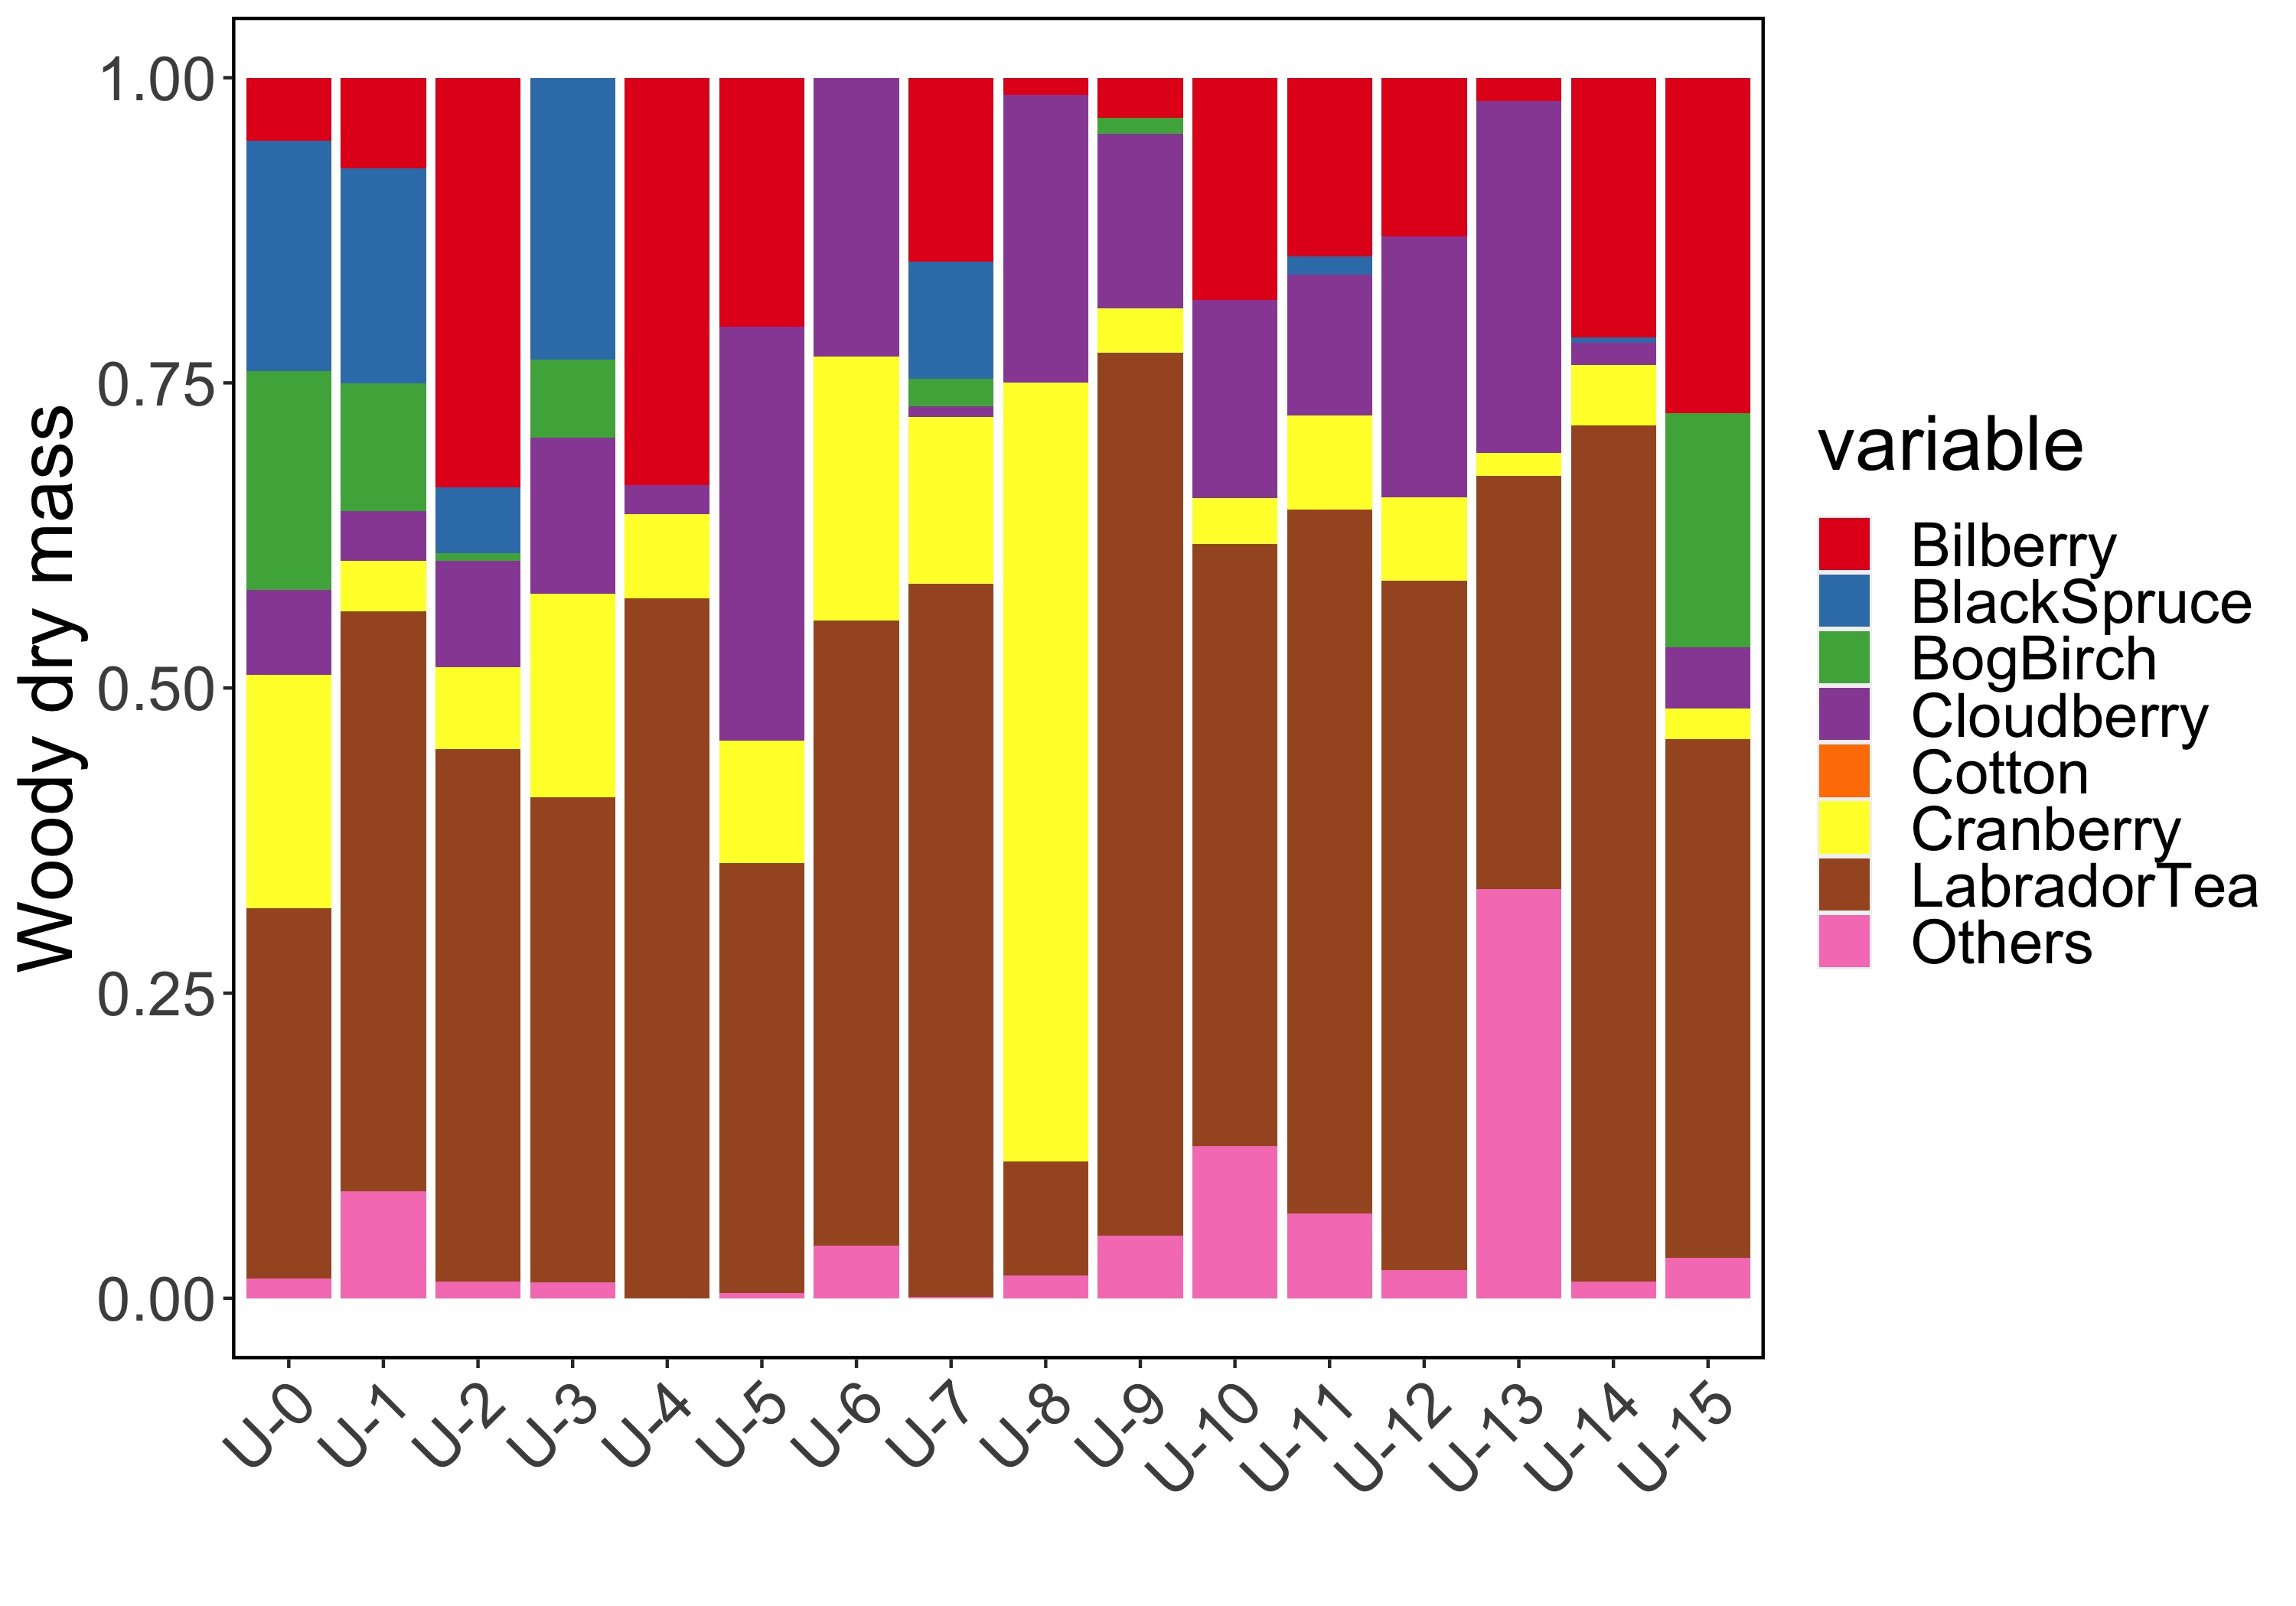 Woody dry mass
1.00
0.75
0.50
0.25
0.00
U-0
U-1
U-2
U-3
U-4
U-5
U-6
U-7
U-8
U-9
U-10
U-11
U-12
U-13
U-14
U-15
variable
Bilberry
BlackSpruce
BogBirch
Cloudberry
Cotton
Cranberry
LabradorTea
Others